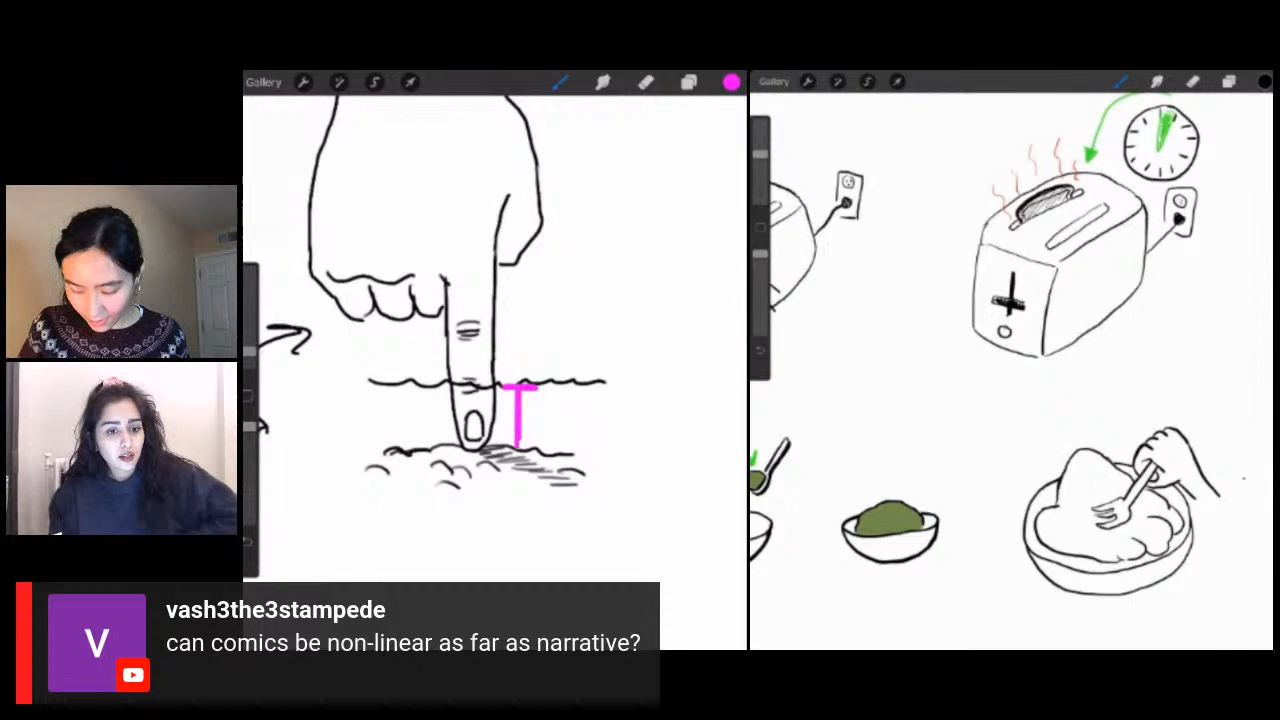 Gallery
Gallery
V
vash3the3stampede
can comics be non-linear as far as narrative?